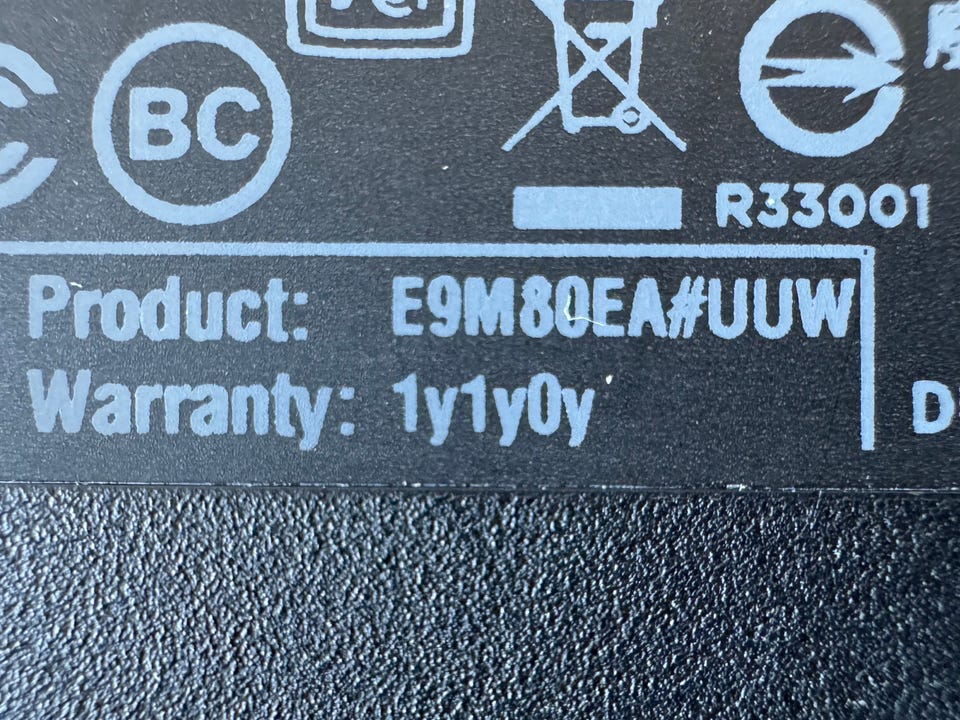 BC
R33001
Product: E9M80EA#UUW
Warranty: 1y1y0y
D